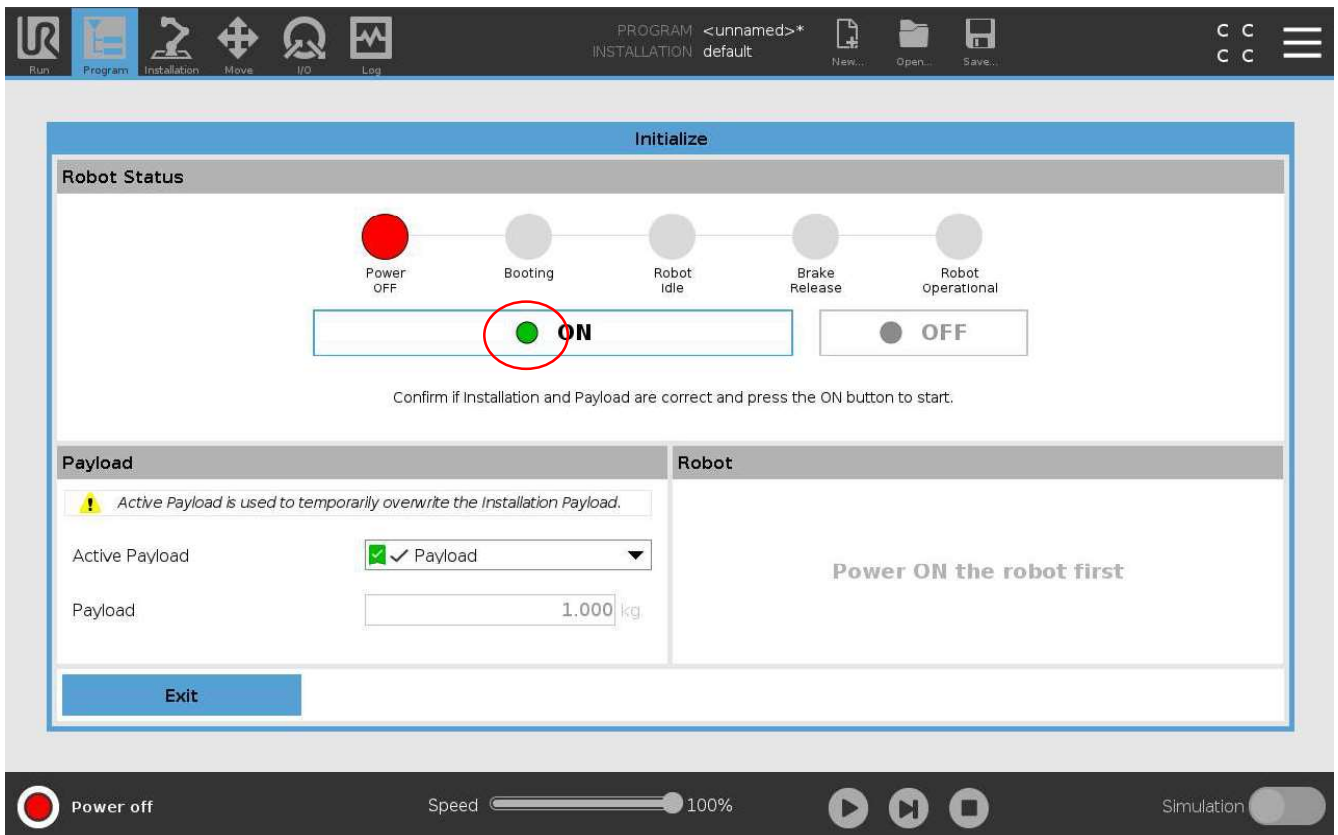 PROGRAM <unnamed>*
INSTALLATION default
C C
C C
Run Program Installation Move I/O Log New... Open... Save...
Initialize
Robot Status
Power OFF
Booting
Robot Idle
Brake Release
Robot Operational
ON
OFF
Confirm if Installation and Payload are correct and press the ON button to start.
Payload
Robot
Active Payload is used to temporarily overwrite the Installation Payload.
Active Payload
Payload
Power ON the robot first
Payload
1.000 kg
Exit
Power off
Speed
100%
Simulation